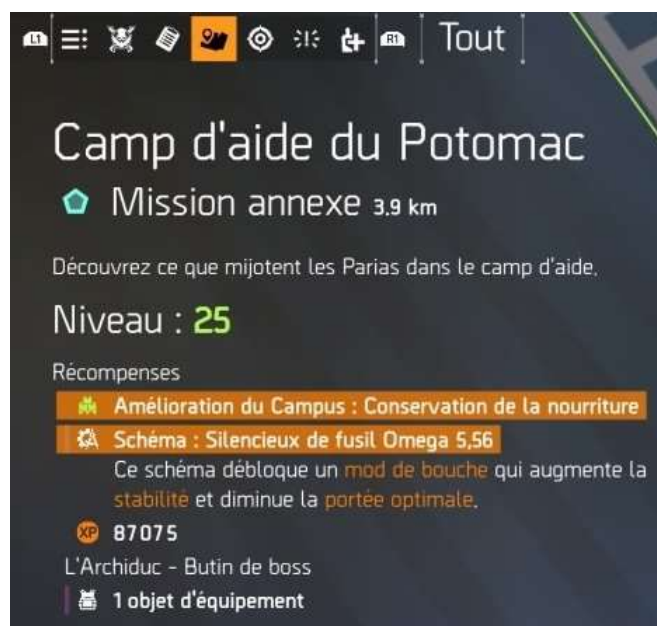 L1 R1 Tout
Camp d'aide du Potomac
Mission annexe 3.9 km
Découvrez ce que mijotent les Parias dans le camp d'aide.
Niveau : 25
Récompenses
Amélioration du Campus : Conservation de la nourriture
Schéma : Silencieux de fusil Omega 5,56
Ce schéma débloque un mod de bouche qui augmente la
stabilité et diminue la portée optimale.
XP 87075
L'Archiduc - Butin de boss
1 objet d'équipement